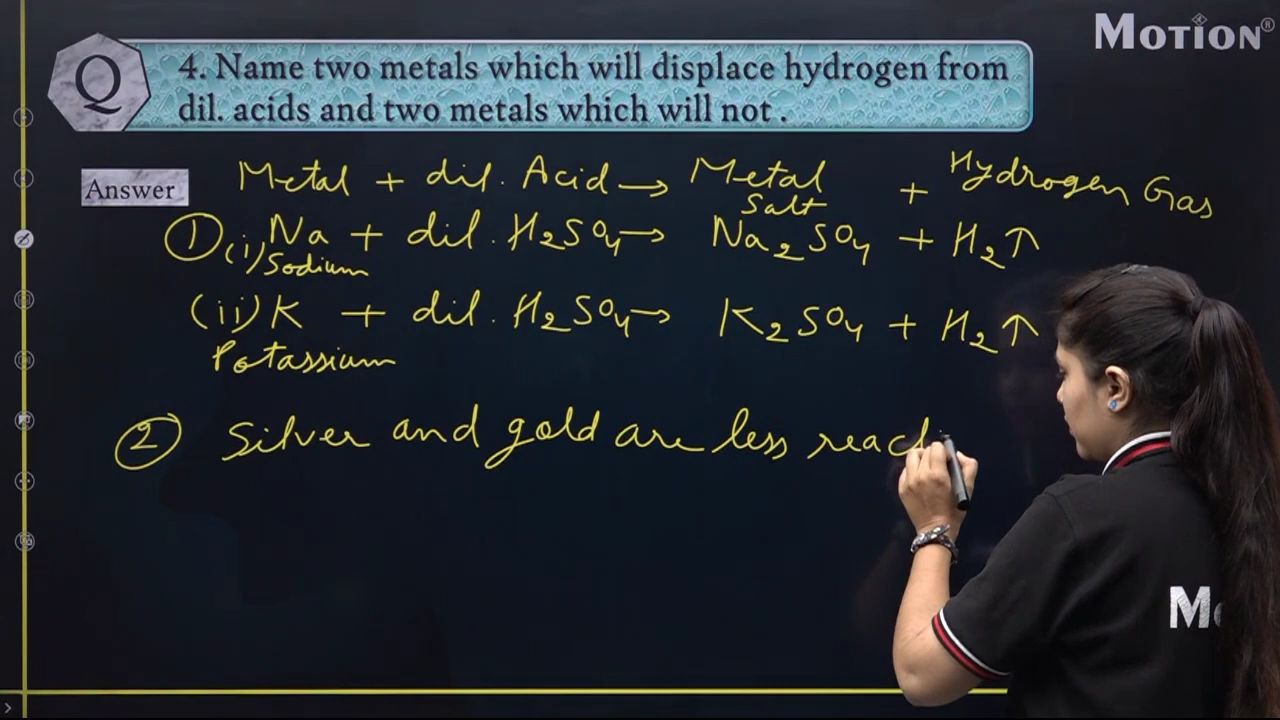 MOTION®
Q 4. Name two metals which will displace hydrogen from
dil. acids and two metals which will not .
Answer
Metal + dil. Acid → Metal Salt + Hydrogen Gas
① (i) Na + dil. H₂SO₄ → Na₂SO₄ + H₂↑
Sodium
(ii) K + dil. H₂SO₄ → K₂SO₄ + H₂↑
Potassium
② Silver and gold are less reac
M